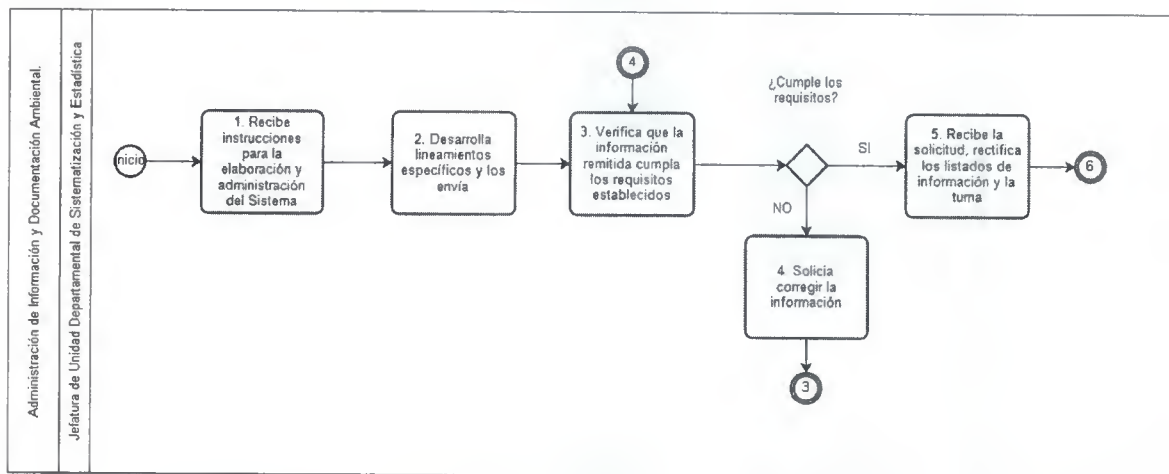 Administración de Información y Documentación Ambiental.
Jefatura de Unidad Departamental de Sistematización y Estadística
Inicio
1. Recibe
instrucciones
para la
elaboración y
administración
del Sistema
2. Desarrolla
lineamientos
específicos y los
envía
4
3. Verifica que la
información
remitida cumpla
los requisitos
establecidos
¿Cumple los
requisitos?
SI
NO
4. Solicia
corregir la
información
3
5. Recibe la
solicitud, rectifica
los listados de
información y la
turna
6